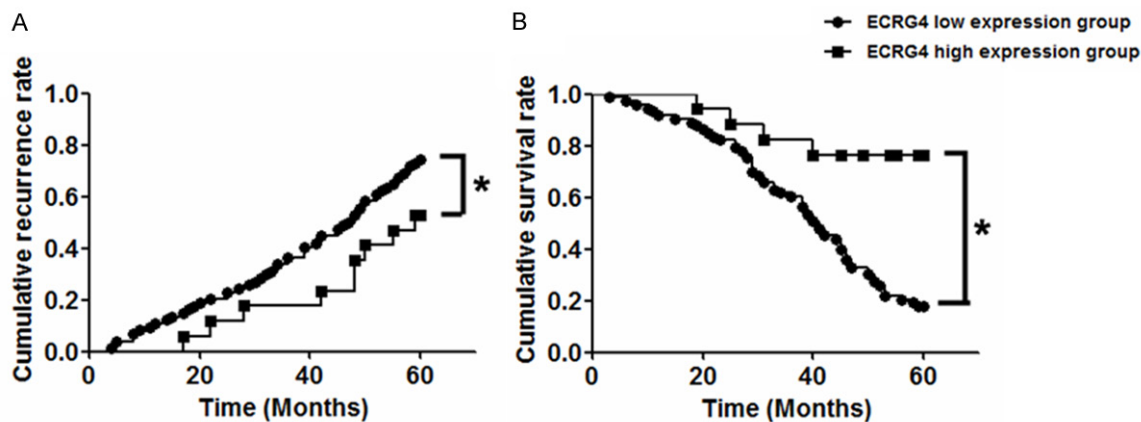 A
B
ECRG4 low expression group
ECRG4 high expression group
Cumulative recurrence rate
1.0
0.8
0.6
0.4
0.2
0.0
*
0 20 40 60
Time (Months)
Cumulative survival rate
1.0
0.8
0.6
0.4
0.2
0.0
*
0 20 40 60
Time (Months)